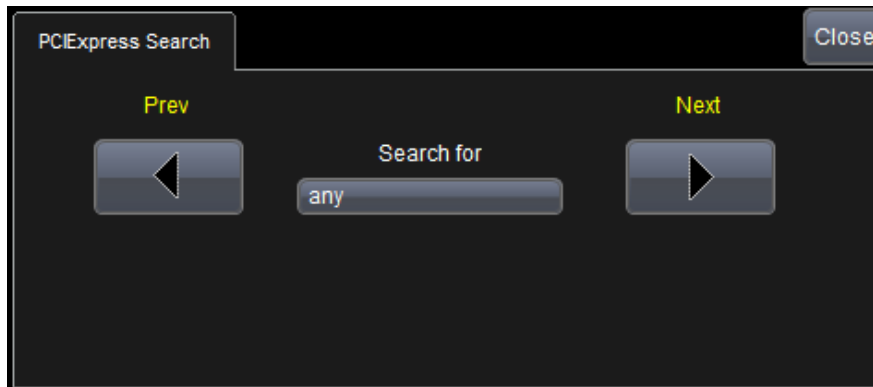 PCIExpress Search
Close
Prev
Next
Search for
any